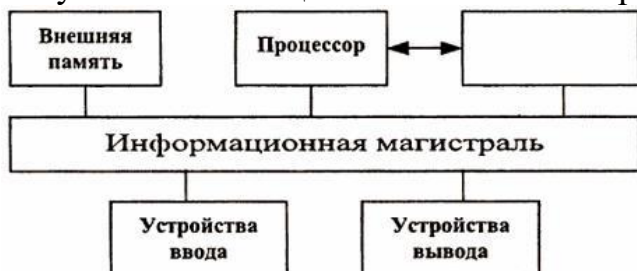 Внешняя
память
Процессор
Информационная магистраль
Устройства
ввода
Устройства
вывода